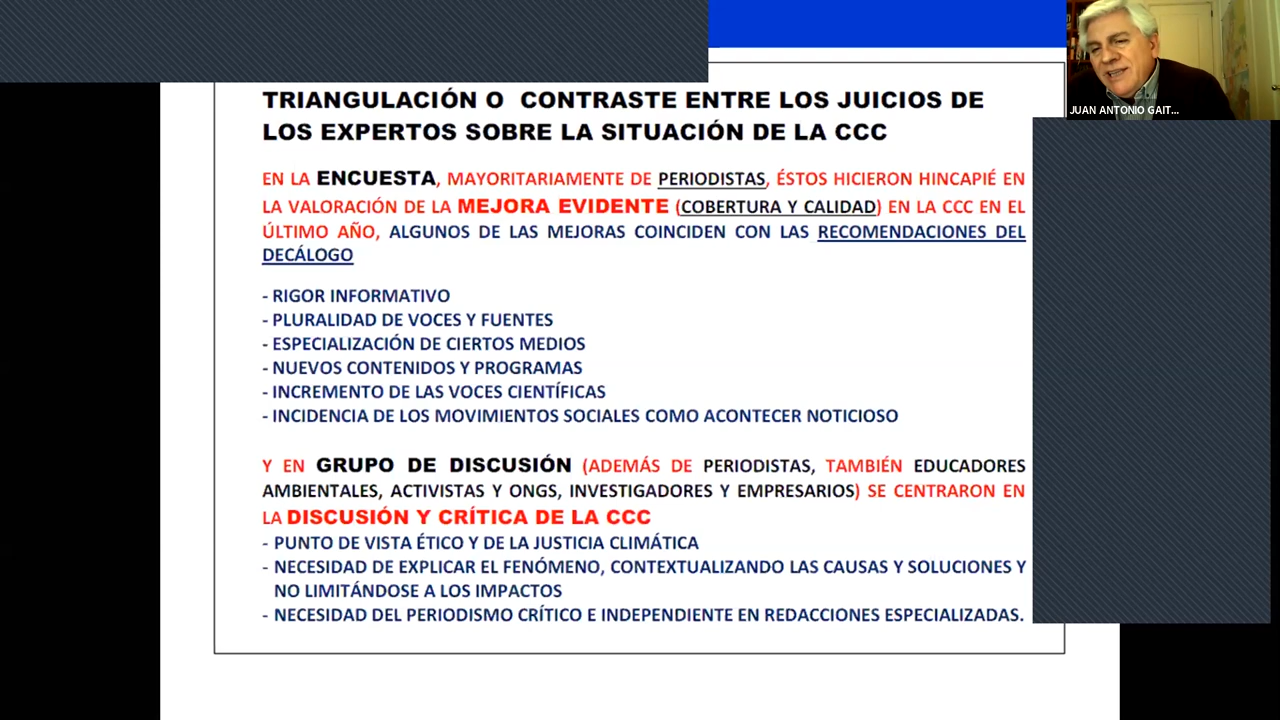 JUAN ANTONIO GAIT...
TRIANGULACIÓN O CONTRASTE ENTRE LOS JUICIOS DE
LOS EXPERTOS SOBRE LA SITUACIÓN DE LA CCC
EN LA ENCUESTA, MAYORITARIAMENTE DE PERIODISTAS, ÉSTOS HICIERON HINCAPIÉ EN
LA VALORACIÓN DE LA MEJORA EVIDENTE (COBERTURA Y CALIDAD) EN LA CCC EN EL
ÚLTIMO AÑO, ALGUNOS DE LAS MEJORAS COINCIDEN CON LAS RECOMENDACIONES DEL
DECÁLOGO
- RIGOR INFORMATIVO
- PLURALIDAD DE VOCES Y FUENTES
- ESPECIALIZACIÓN DE CIERTOS MEDIOS
- NUEVOS CONTENIDOS Y PROGRAMAS
- INCREMENTO DE LAS VOCES CIENTÍFICAS
- INCIDENCIA DE LOS MOVIMIENTOS SOCIALES COMO ACONTECER NOTICIOSO
Y EN GRUPO DE DISCUSIÓN (ADEMÁS DE PERIODISTAS, TAMBIÉN EDUCADORES
AMBIENTALES, ACTIVISTAS Y ONGS, INVESTIGADORES Y EMPRESARIOS) SE CENTRARON EN
LA DISCUSIÓN Y CRÍTICA DE LA CCC
- PUNTO DE VISTA ÉTICO Y DE LA JUSTICIA CLIMÁTICA
- NECESIDAD DE EXPLICAR EL FENÓMENO, CONTEXTUALIZANDO LAS CAUSAS Y SOLUCIONES Y
NO LIMITÁNDOSE A LOS IMPACTOS
- NECESIDAD DEL PERIODISMO CRÍTICO E INDEPENDIENTE EN REDACCIONES ESPECIALIZADAS.